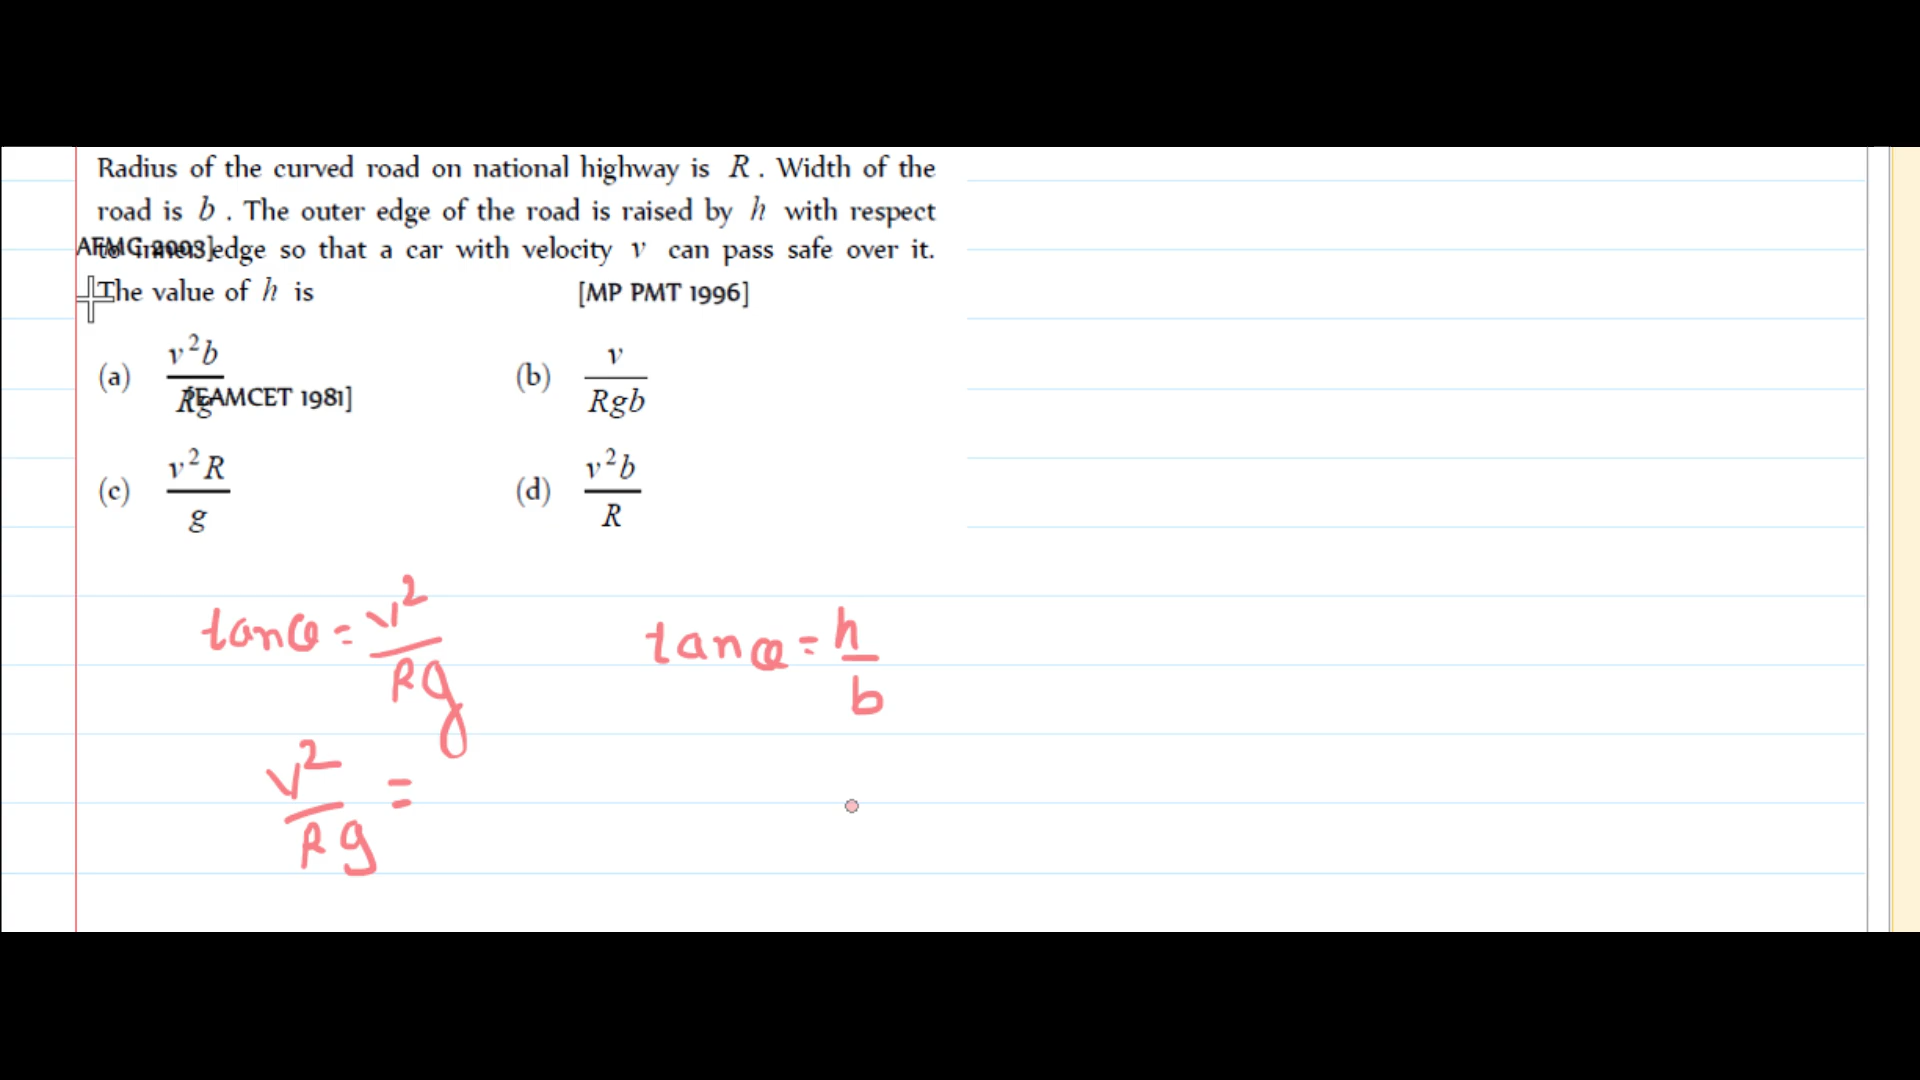 Radius of the curved road on national highway is R. Width of the
road is b. The outer edge of the road is raised by h with respect
to inner edge so that a car with velocity v can pass safe over it.
AFMC 2003]
The value of h is [MP PMT 1996]
(a) v²b / Rg (b) v / Rgb
[EAMCET 1981]
(c) v²R / g (d) v²b / R
tanθ = v² / Rg tanθ = h / b
v² / Rg =